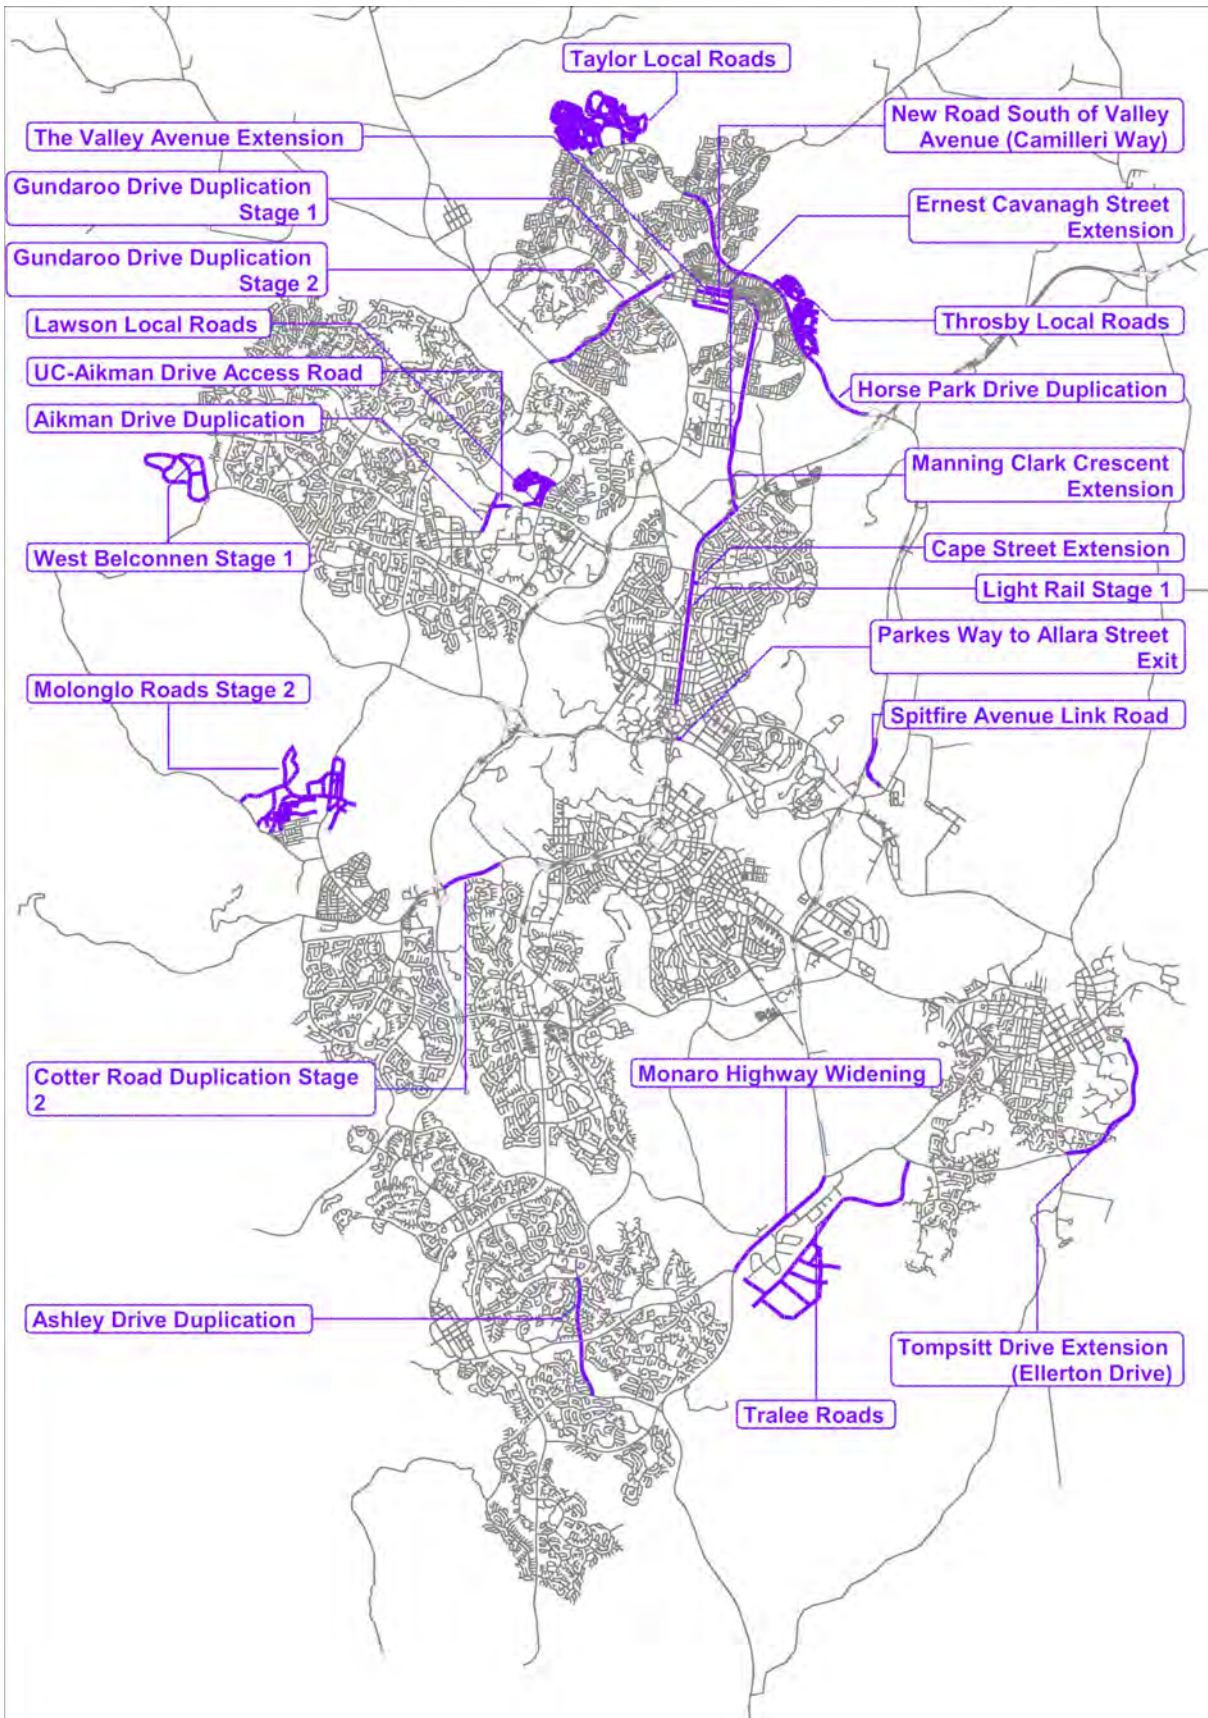 Taylor Local Roads
The Valley Avenue Extension
New Road South of Valley
Avenue (Camilleri Way)
Gundaroo Drive Duplication
Stage 1
Ernest Cavanagh Street
Extension
Gundaroo Drive Duplication
Stage 2
Lawson Local Roads
Throsby Local Roads
UC-Aikman Drive Access Road
Horse Park Drive Duplication
Aikman Drive Duplication
Manning Clark Crescent
Extension
West Belconnen Stage 1
Cape Street Extension
Light Rail Stage 1
Parkes Way to Allara Street
Exit
Molonglo Roads Stage 2
Spitfire Avenue Link Road
Cotter Road Duplication Stage
2
Monaro Highway Widening
Ashley Drive Duplication
Tompsitt Drive Extension
(Ellerton Drive)
Tralee Roads